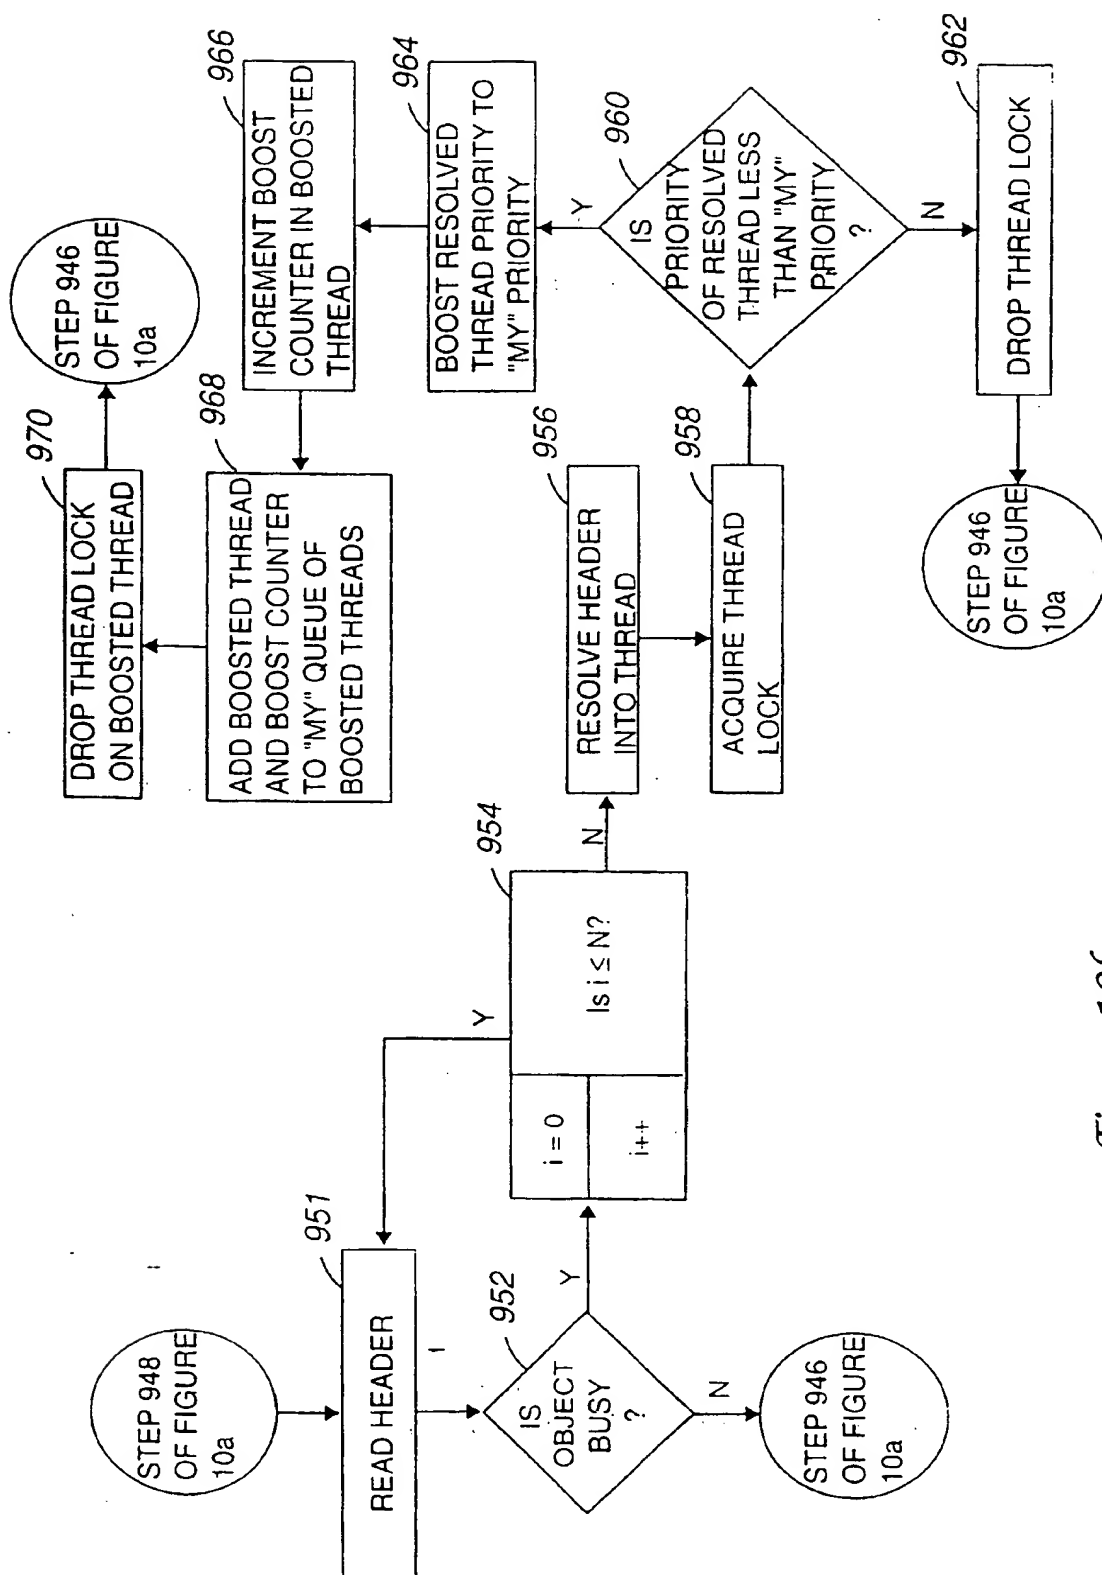 STEP 948
OF FIGURE
10a
951
READ HEADER
952
IS
OBJECT
BUSY
?
Y
N
STEP 946
OF FIGURE
10a
954
i = 0
i++
Is i ≤ N?
Y
N
956
RESOLVE HEADER
INTO THREAD
958
ACQUIRE THREAD
LOCK
960
IS
PRIORITY
OF RESOLVED
THREAD LESS
THAN "MY"
PRIORITY
?
Y
N
962
DROP THREAD LOCK
STEP 946
OF FIGURE
10a
964
BOOST RESOLVED
THREAD PRIORITY TO
"MY" PRIORITY
966
INCREMENT BOOST
COUNTER IN BOOSTED
THREAD
968
ADD BOOSTED THREAD
AND BOOST COUNTER
TO "MY" QUEUE OF
BOOSTED THREADS
970
DROP THREAD LOCK
ON BOOSTED THREAD
STEP 946
OF FIGURE
10a